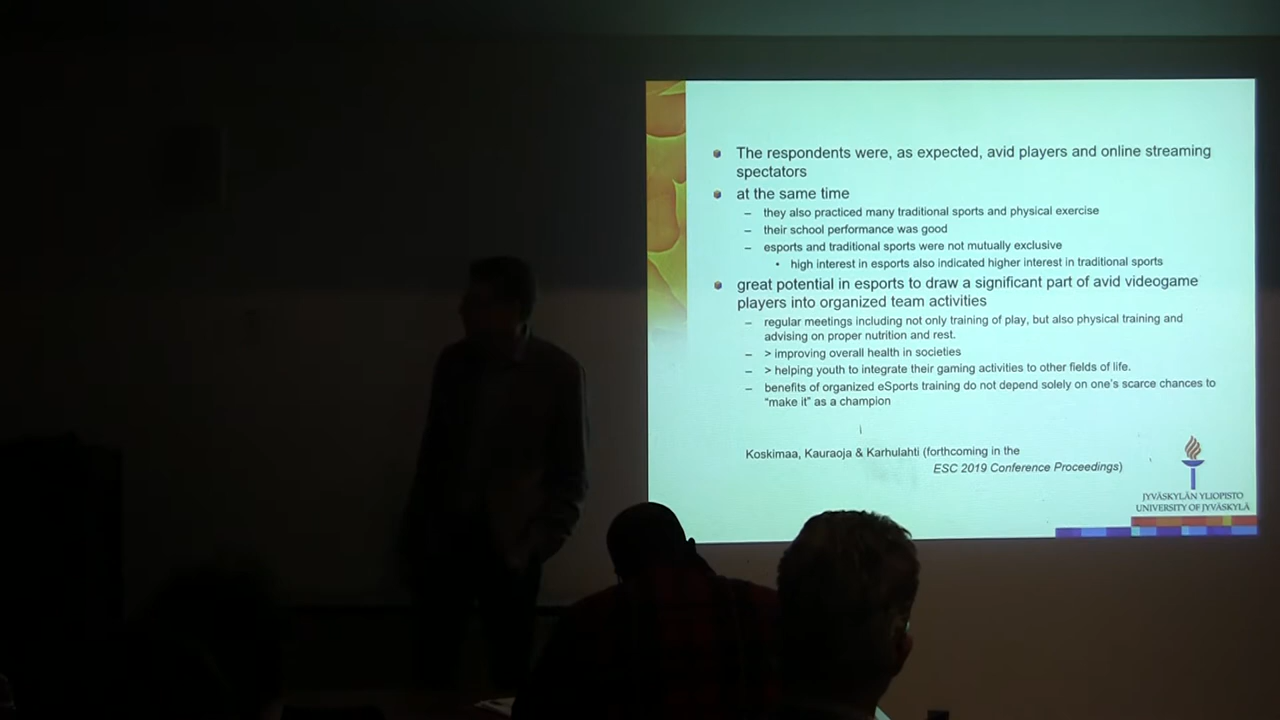 The respondents were, as expected, avid players and online streaming
spectators
at the same time
– they also practiced many traditional sports and physical exercise
– their school performance was good
– esports and traditional sports were not mutually exclusive
• high interest in esports also indicated higher interest in traditional sports
great potential in esports to draw a significant part of avid videogame
players into organized team activities
– regular meetings including not only training of play, but also physical training and
advising on proper nutrition and rest.
– > improving overall health in societies
– > helping youth to integrate their gaming activities to other fields of life.
– benefits of organized eSports training do not depend solely on one's scarce chances to
“make it” as a champion
Koskimaa, Kauraoja & Karhulahti (forthcoming in the
ESC 2019 Conference Proceedings)
JYVÄSKYLÄN YLIOPISTO
UNIVERSITY OF JYVÄSKYLÄ